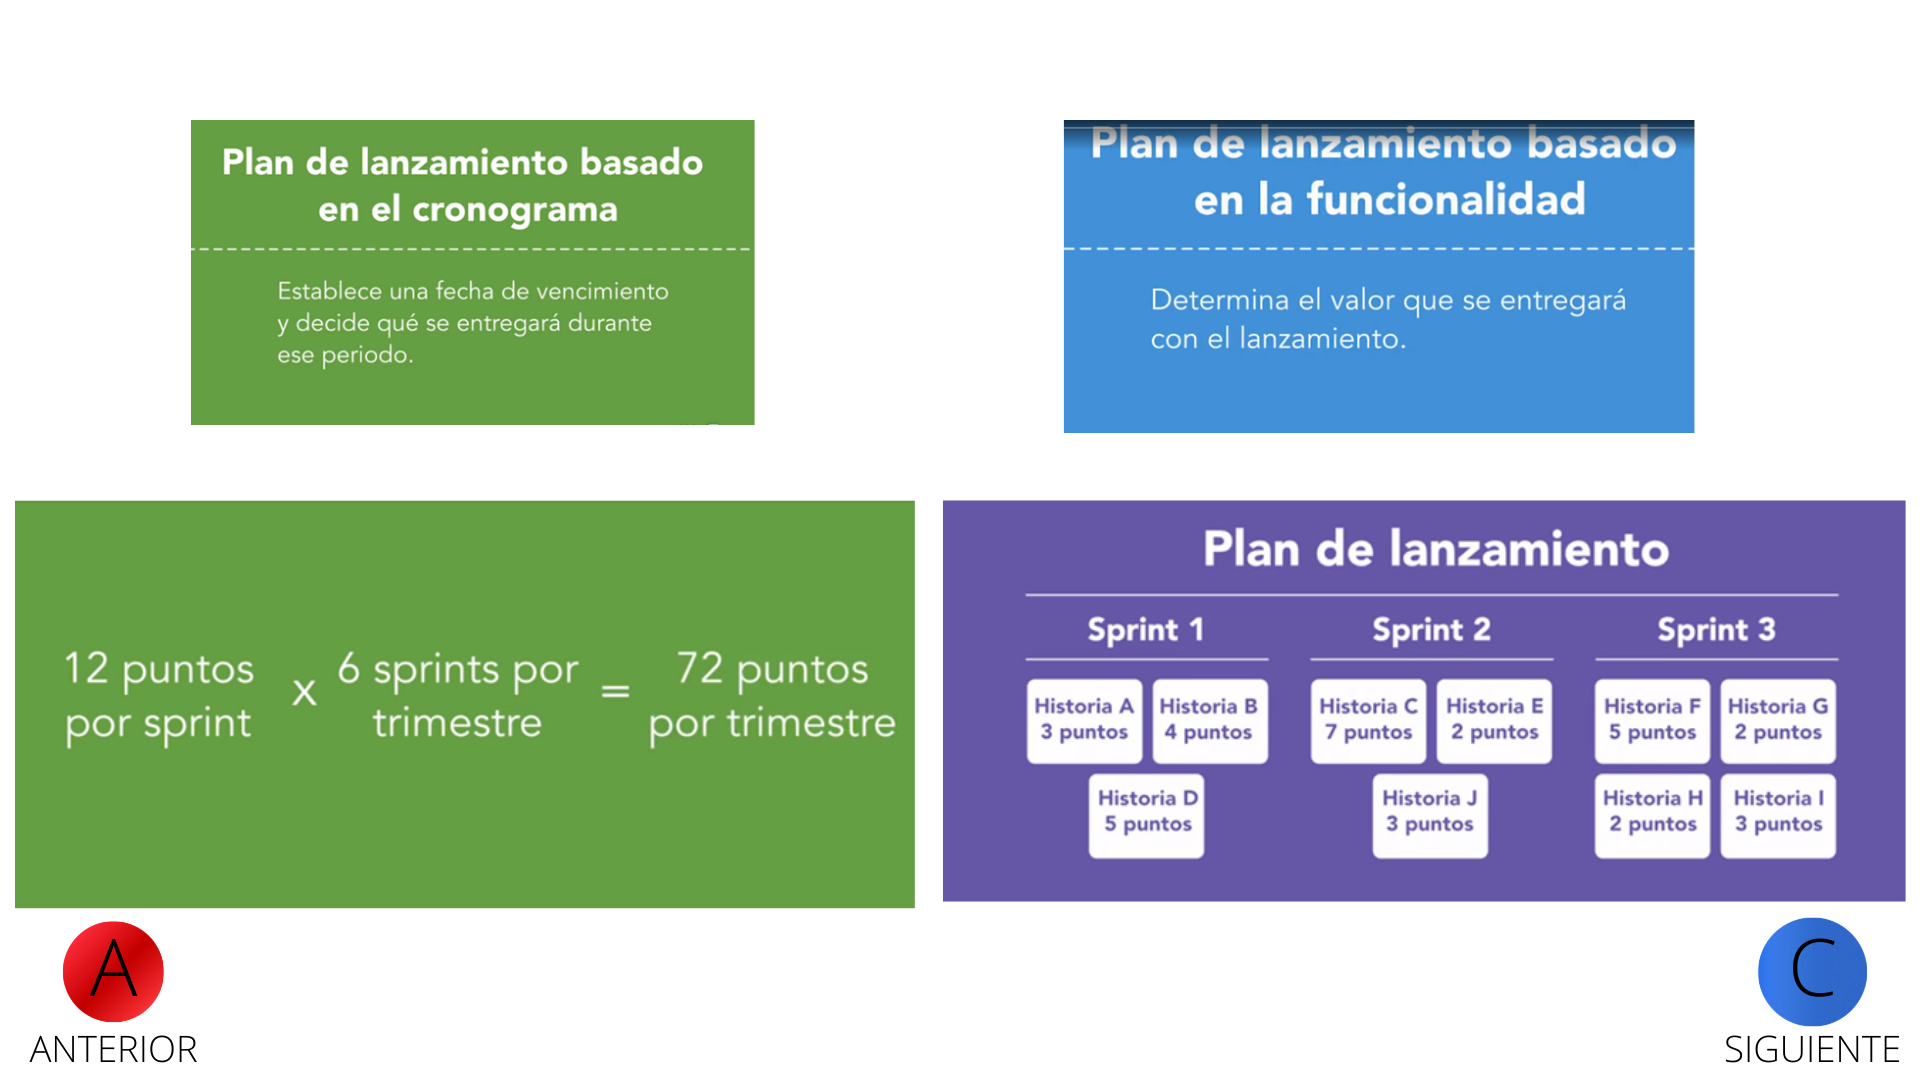 Plan de lanzamiento basado
en el cronograma
Establece una fecha de vencimiento
y decide qué se entregará durante
ese periodo.
Plan de lanzamiento basado
en la funcionalidad
Determina el valor que se entregará
con el lanzamiento.
12 puntos
por sprint
x
6 sprints por
trimestre
=
72 puntos
por trimestre
Plan de lanzamiento
Sprint 1
Historia A
3 puntos
Historia B
4 puntos
Historia D
5 puntos
Sprint 2
Historia C
7 puntos
Historia E
2 puntos
Historia J
3 puntos
Sprint 3
Historia F
5 puntos
Historia G
2 puntos
Historia H
2 puntos
Historia I
3 puntos
A
ANTERIOR
C
SIGUIENTE